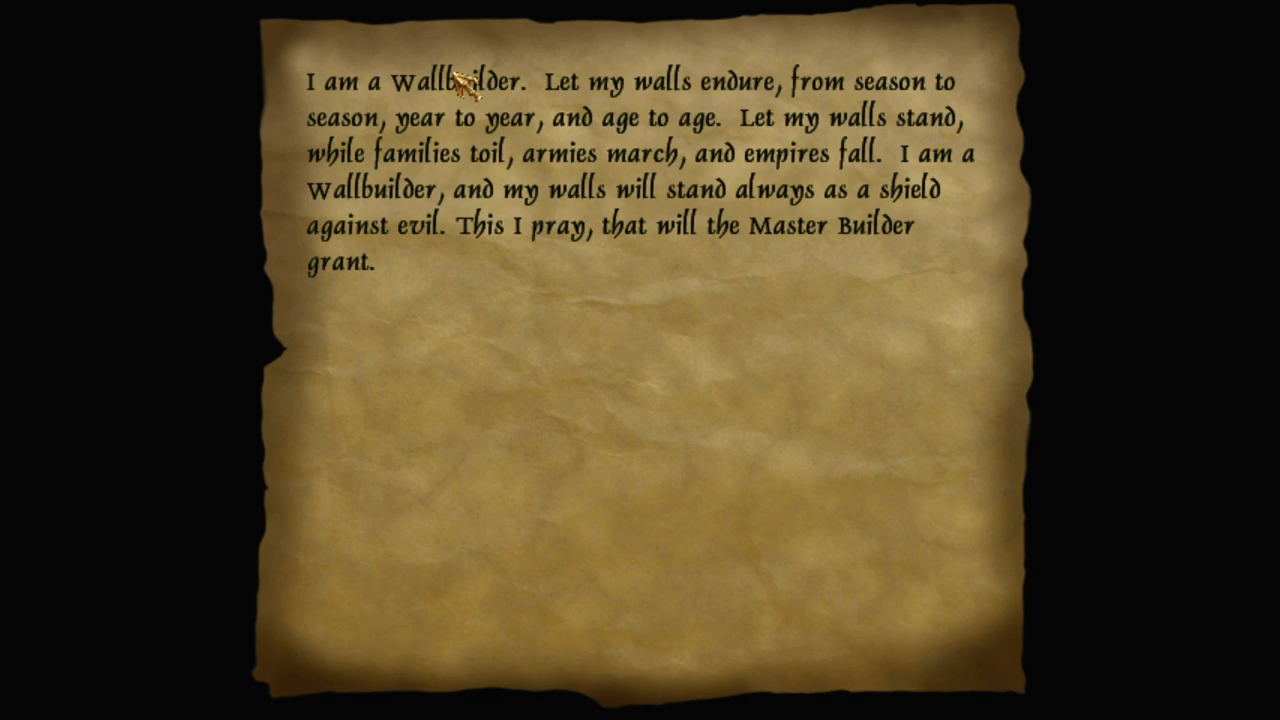 I am a Wallbuilder.  Let my walls endure, from season to
season, year to year, and age to age.  Let my walls stand,
while families toil, armies march, and empires fall.  I am a
Wallbuilder, and my walls will stand always as a shield
against evil. This I pray, that will the Master Builder
grant.